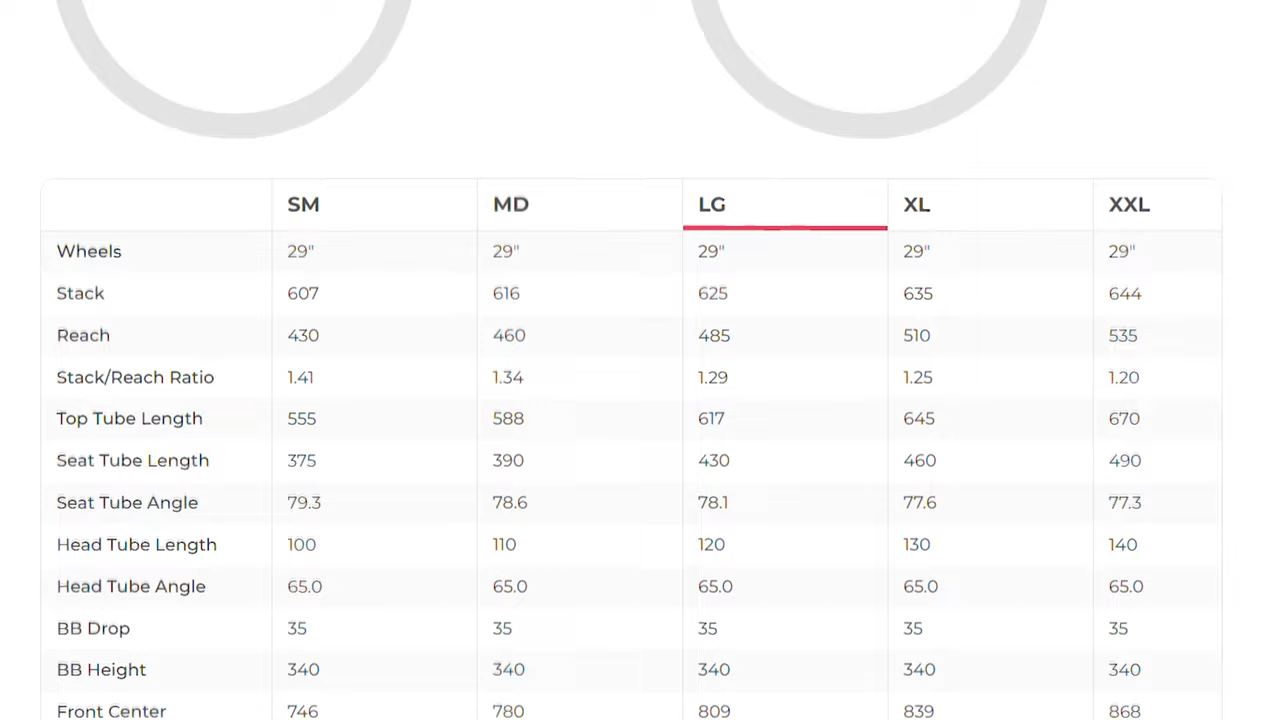 SM MD LG XL XXL
Wheels 29" 29" 29" 29" 29"
Stack 607 616 625 635 644
Reach 430 460 485 510 535
Stack/Reach Ratio 1.41 1.34 1.29 1.25 1.20
Top Tube Length 555 588 617 645 670
Seat Tube Length 375 390 430 460 490
Seat Tube Angle 79.3 78.6 78.1 77.6 77.3
Head Tube Length 100 110 120 130 140
Head Tube Angle 65.0 65.0 65.0 65.0 65.0
BB Drop 35 35 35 35 35
BB Height 340 340 340 340 340
Front Center 746 780 809 839 868